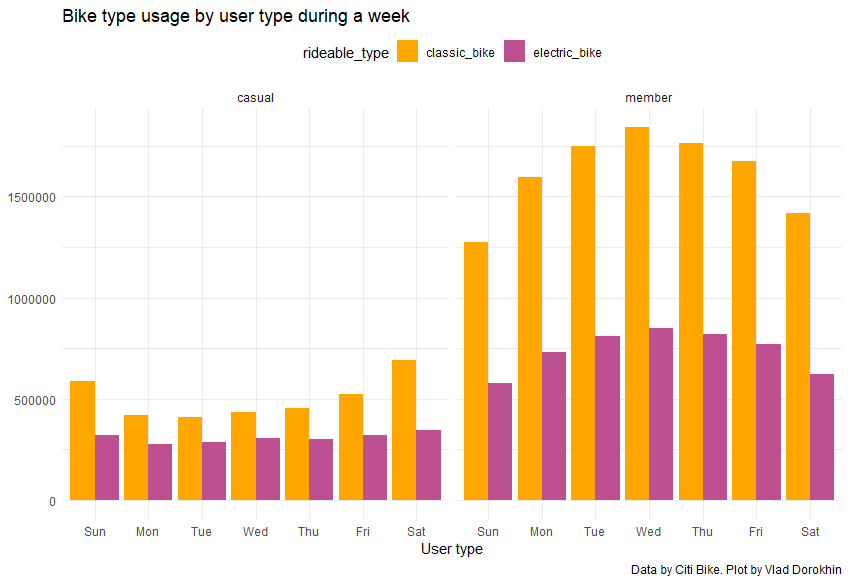 Bike type usage by user type during a week
rideable_type classic_bike electric_bike
casual member
1500000
1000000
500000
0
Sun Mon Tue Wed Thu Fri Sat Sun Mon Tue Wed Thu Fri Sat
User type
Data by Citi Bike. Plot by Vlad Dorokhin